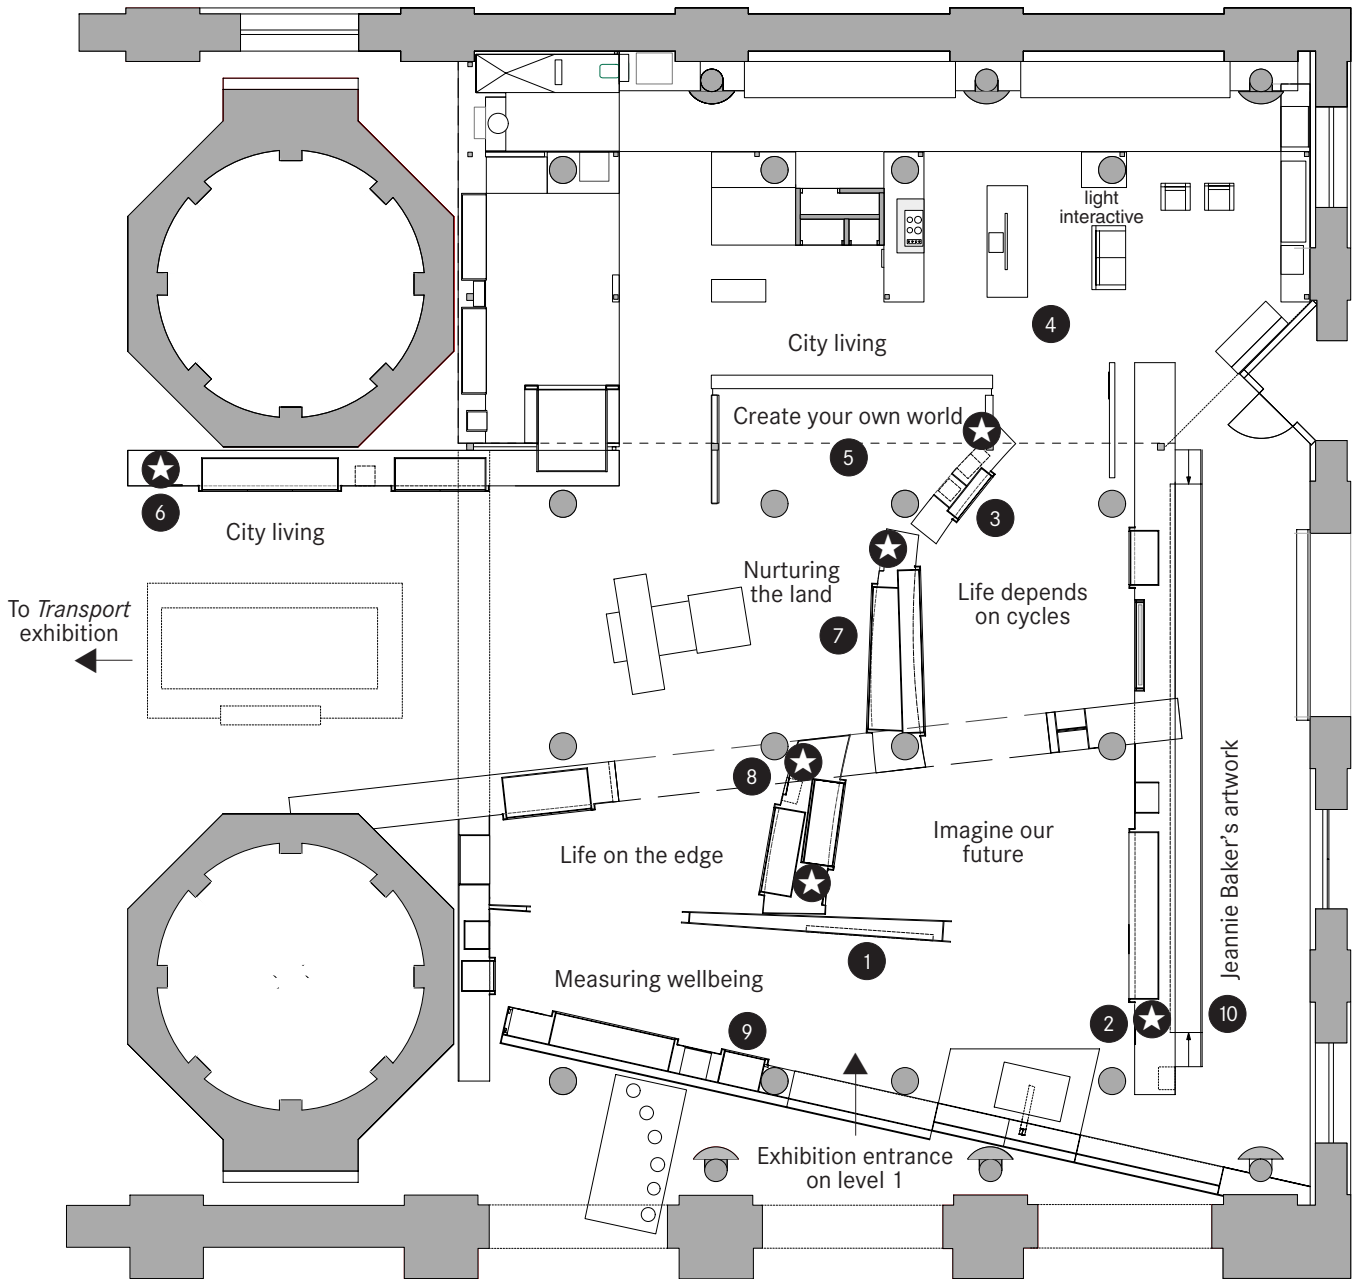 light
interactive
4
City living
Create your own world
5
3
6
City living
Nurturing
the land
7
Life depends
on cycles
To Transport
exhibition
8
Life on the edge
Imagine our
future
Jeannie Baker's artwork
1
Measuring wellbeing
9
2
10
Exhibition entrance
on level 1